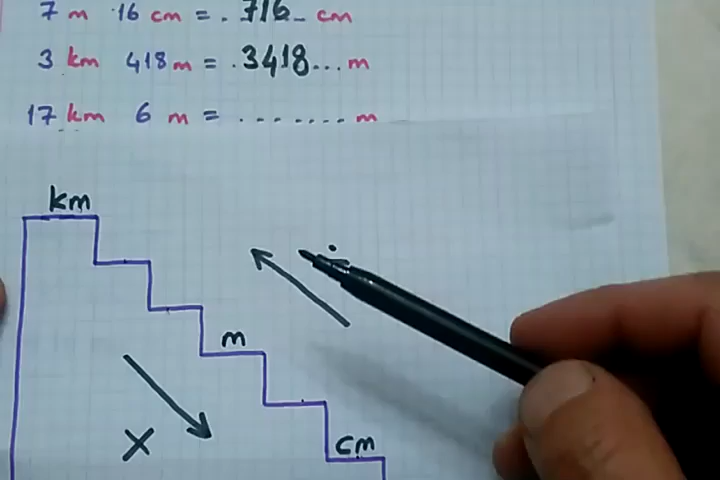 7 m 16 cm = . 716.. cm
3 km 418 m = .3418... m
17 km 6 m = ........ m
km
÷
m
X
cm